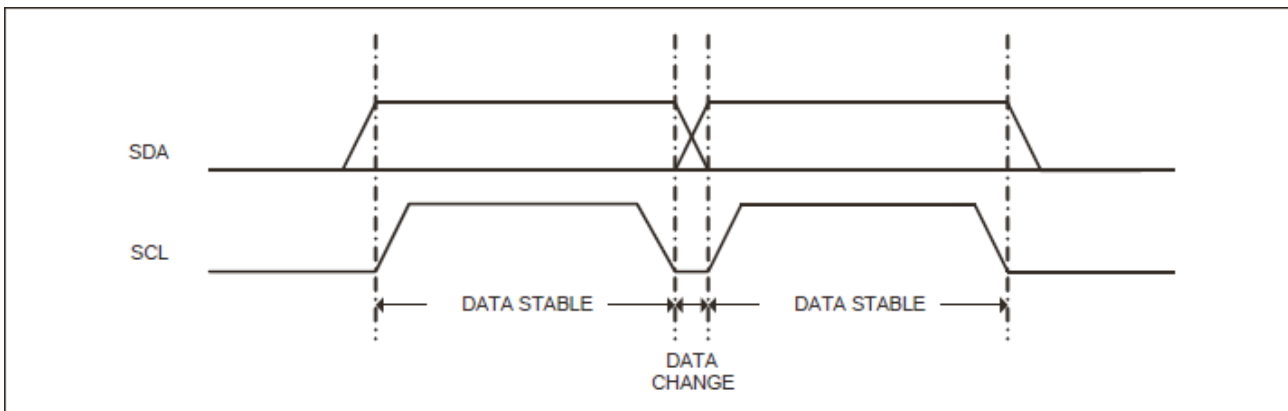 SDA
SCL
DATA STABLE
DATA STABLE
DATA
CHANGE